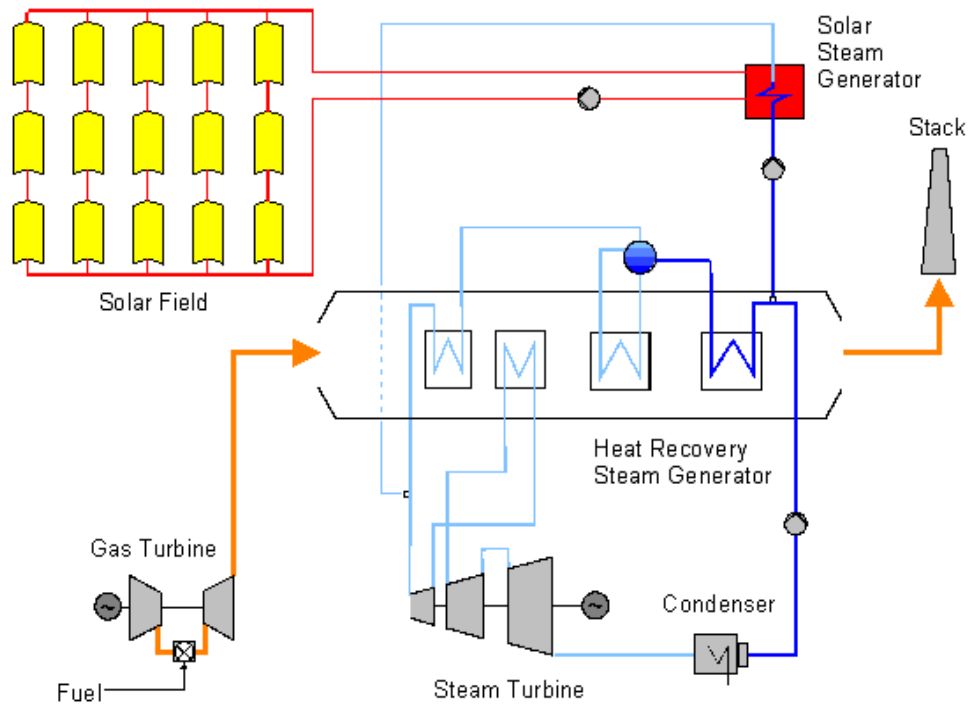 Solar
Steam
Generator
Stack
Solar Field
Heat Recovery
Steam Generator
Gas Turbine
Condenser
Fuel
Steam Turbine